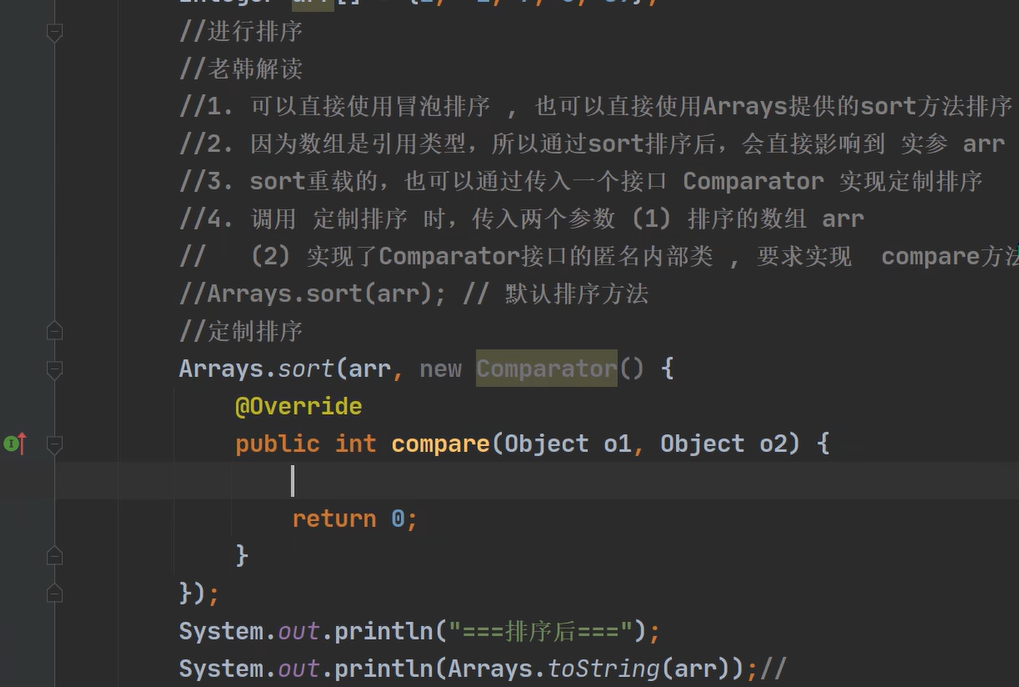 //进行排序
//老韩解读
//1. 可以直接使用冒泡排序 , 也可以直接使用Arrays提供的sort方法排序
//2. 因为数组是引用类型，所以通过sort排序后，会直接影响到 实参 arr
//3. sort重载的，也可以通过传入一个接口 Comparator 实现定制排序
//4. 调用 定制排序 时，传入两个参数 (1) 排序的数组 arr
//   (2) 实现了Comparator接口的匿名内部类 , 要求实现  compare方法
//Arrays.sort(arr); // 默认排序方法
//定制排序
Arrays.sort(arr, new Comparator() {
@Override
public int compare(Object o1, Object o2) {
return 0;
}
});
System.out.println("===排序后===");
System.out.println(Arrays.toString(arr));//